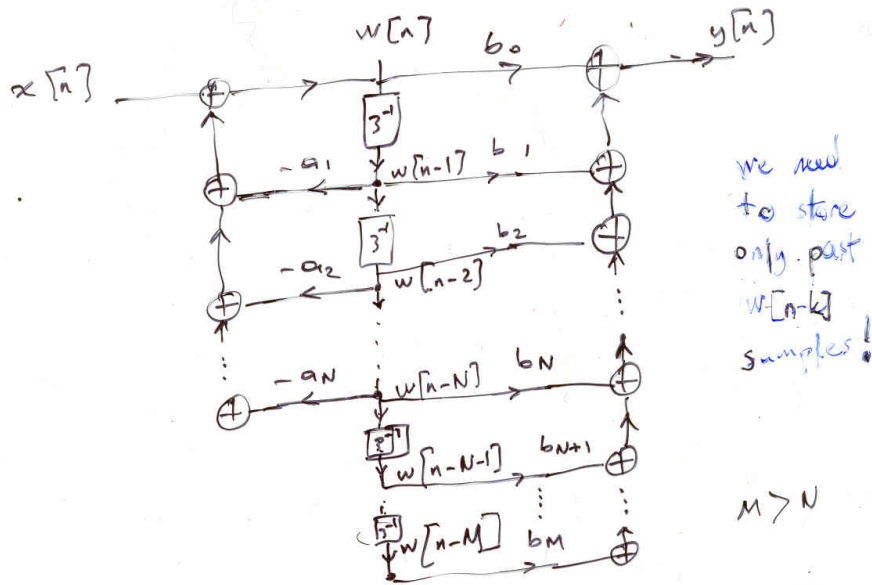 w[n] b₀ y[n]
x[n]
z⁻¹
-a₁ w[n-1] b₁
z⁻¹
-a₂ w[n-2] b₂
-aN w[n-N] bN
z⁻¹
w[n-N-1] bN+1
z⁻¹
w[n-M] bM
we need
to store
only past
w[n-k]
samples!
M > N